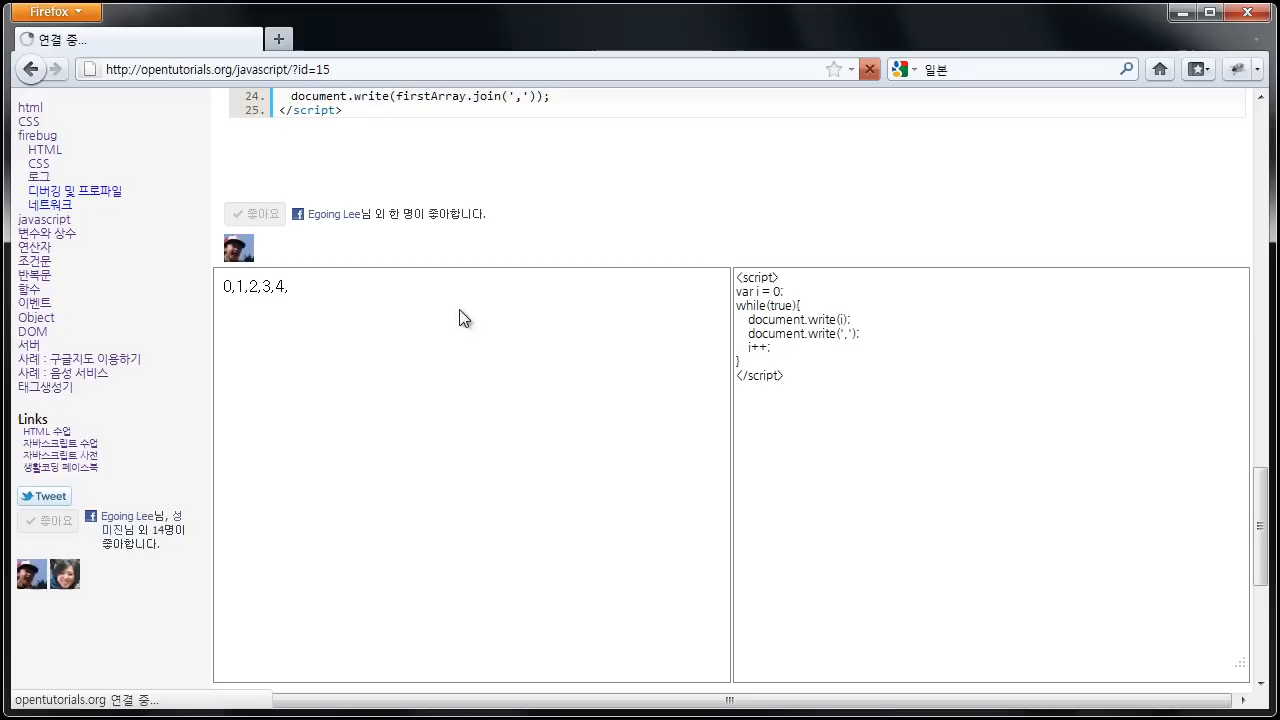 Firefox
연결 중...
http://opentutorials.org/javascript/?id=15
일본
html
CSS
firebug
HTML
CSS
로그
디버깅 및 프로파일
네트워크
javascript
변수와 상수
연산자
조건문
반복문
함수
이벤트
Object
DOM
서버
사례 : 구글지도 이용하기
사례 : 음성 서비스
태그생성기
Links
HTML 수업
자바스크립트 수업
자바스크립트 사전
생활코딩 페이스북
Tweet
좋아요
Egoing Lee님, 성
미진님 외 14명이
좋아합니다.
24. document.write(firstArray.join(','));
25. </script>
좋아요
Egoing Lee님 외 한 명이 좋아합니다.
0,1,2,3,4,
<script>
var i = 0;
while(true){
document.write(i);
document.write(',');
i++;
}
</script>
opentutorials.org 연결 중...